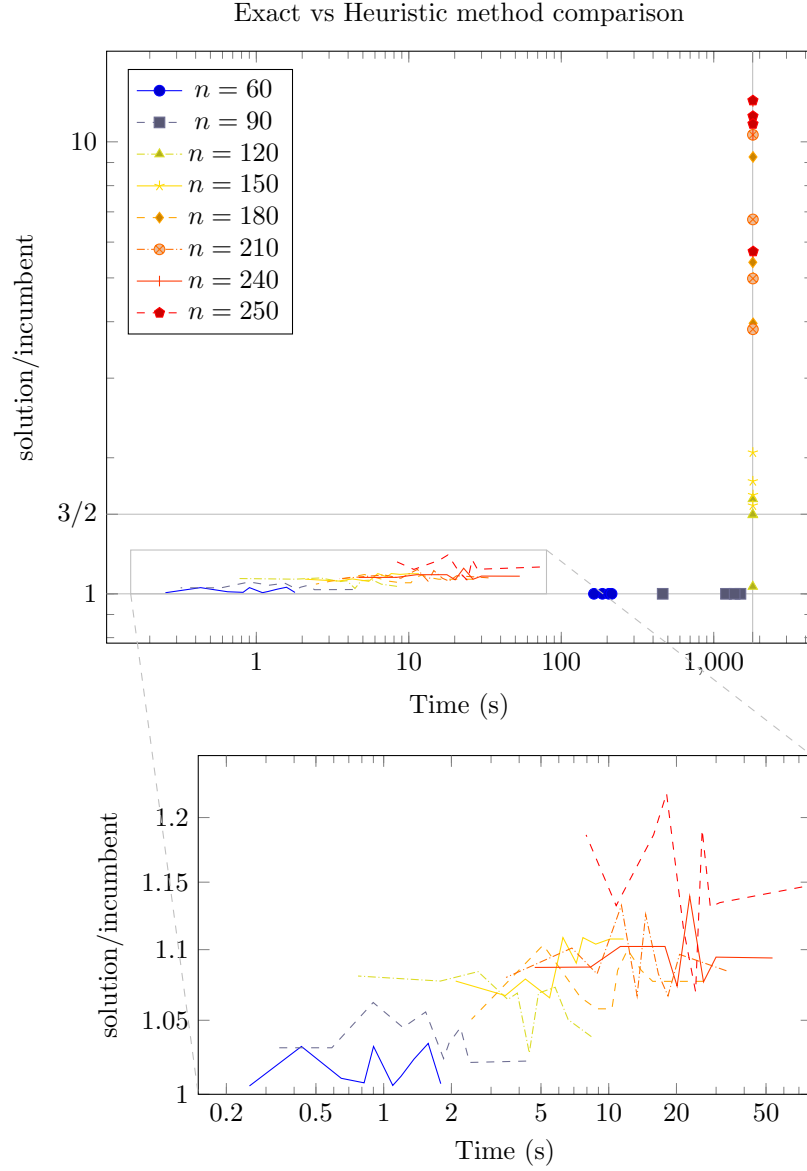 Exact vs Heuristic method comparison
n = 60
n = 90
n = 120
n = 150
n = 180
n = 210
n = 240
n = 250
solution/incumbent
10
3/2
1
1 10 100 1,000
Time (s)
solution/incumbent
1.2
1.15
1.10
1.05
1
0.2 0.5 1 2 5 10 20 50
Time (s)